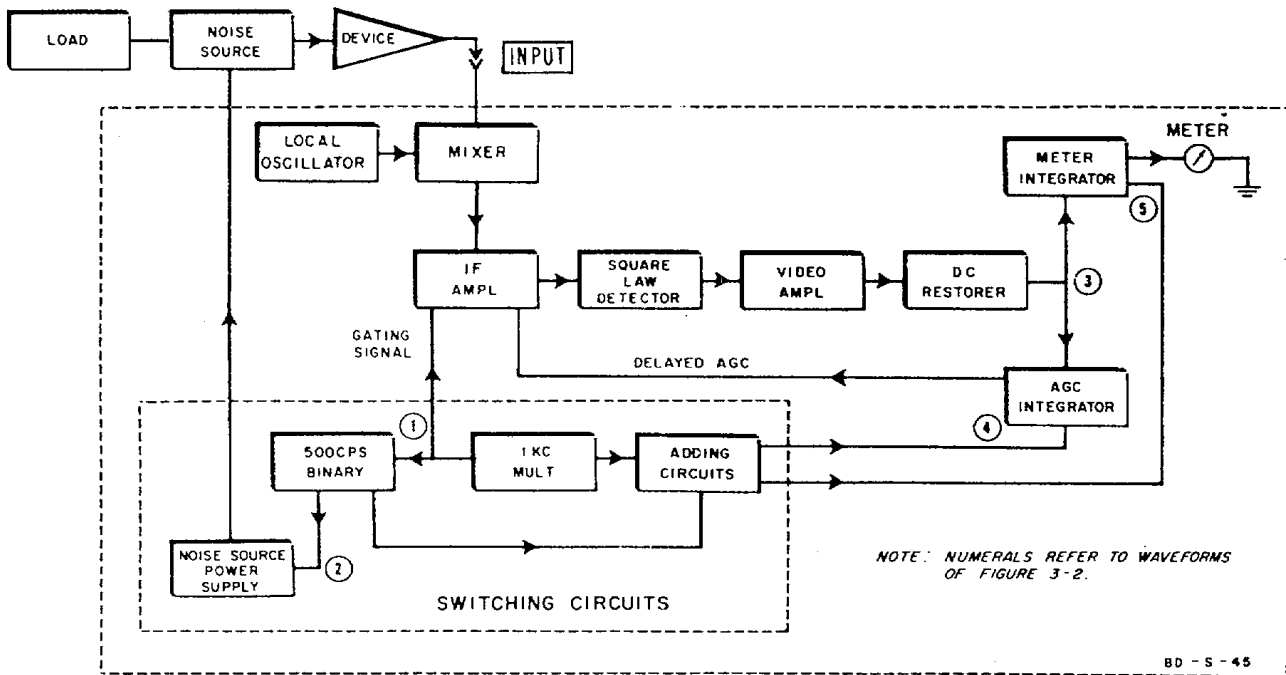 LOAD
NOISE
SOURCE
DEVICE
INPUT
LOCAL
OSCILLATOR
MIXER
METER
METER
INTEGRATOR
5
IF
AMPL
SQUARE
LAW
DETECTOR
VIDEO
AMPL
DC
RESTORER
3
GATING
SIGNAL
DELAYED AGC
AGC
INTEGRATOR
4
1
500CPS
BINARY
1KC
MULT
ADDING
CIRCUITS
NOISE SOURCE
POWER
SUPPLY
2
SWITCHING CIRCUITS
NOTE: NUMERALS REFER TO WAVEFORMS
OF FIGURE 3-2.
BD-S-45